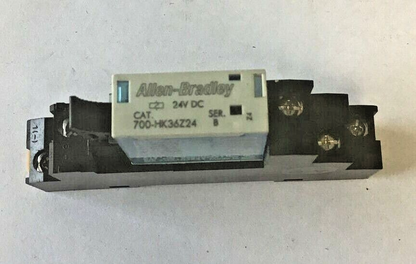 Allen-Bradley
24V DC
CAT. SER.
700-HK36Z24 B